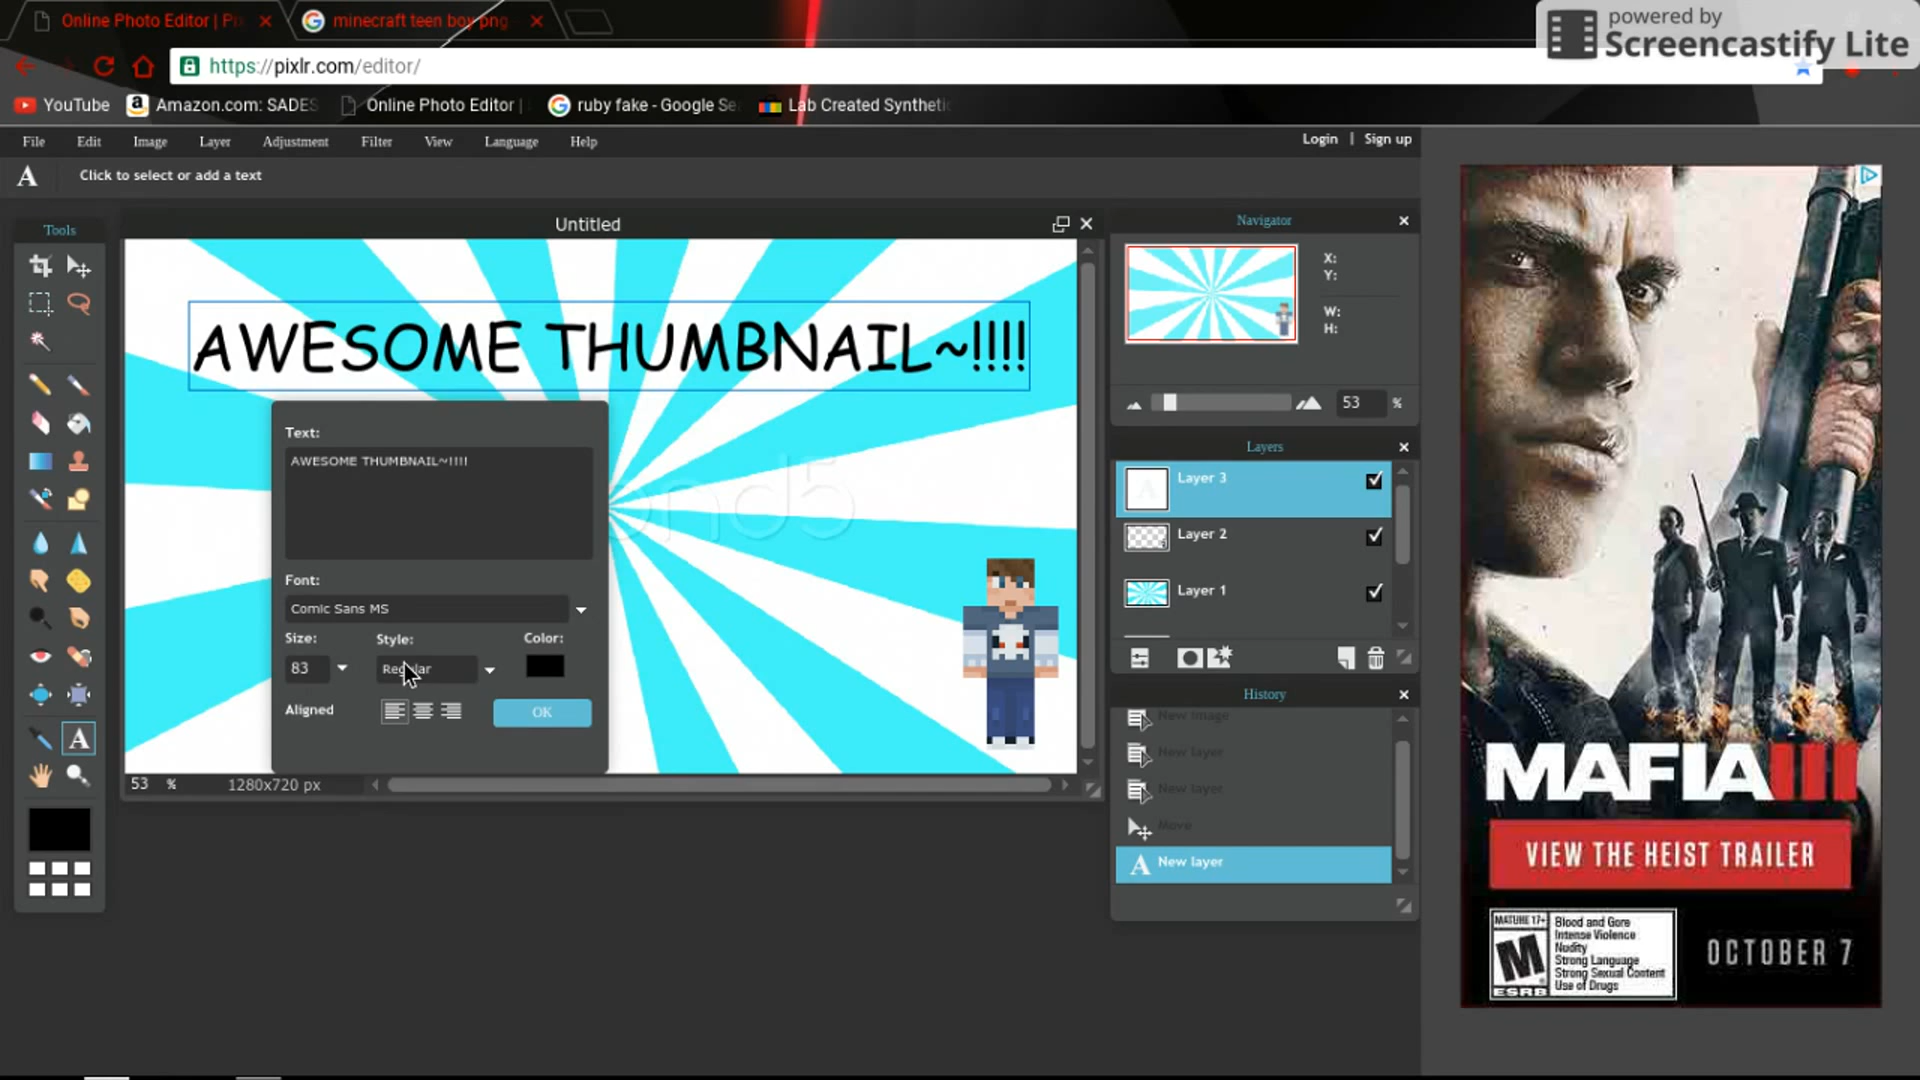 Online Photo Editor | Pi
minecraft teen boy png
powered by
Screencastify Lite
https://pixlr.com/editor/
YouTube
Amazon.com: SADES
Online Photo Editor |
ruby fake - Google Se
Lab Created Syntheti
File Edit Image Layer Adjustment Filter View Language Help
Login | Sign up
A
Click to select or add a text
Tools
Untitled
Navigator
X:
Y:
W:
H:
53 %
AWESOME THUMBNAIL~!!!!
Text:
AWESOME THUMBNAIL~!!!!
Font:
Comic Sans MS
Size:
Style:
Color:
83
Regular
Aligned
OK
ond5
53 %
1280x720 px
Layers
Layer 3
Layer 2
Layer 1
History
New image
New layer
New layer
Move
New layer
A
MAFIA III
VIEW THE HEIST TRAILER
MATURE 17+
M
ESRB
Blood and Gore
Intense Violence
Nudity
Strong Language
Strong Sexual Content
Use of Drugs
OCTOBER 7